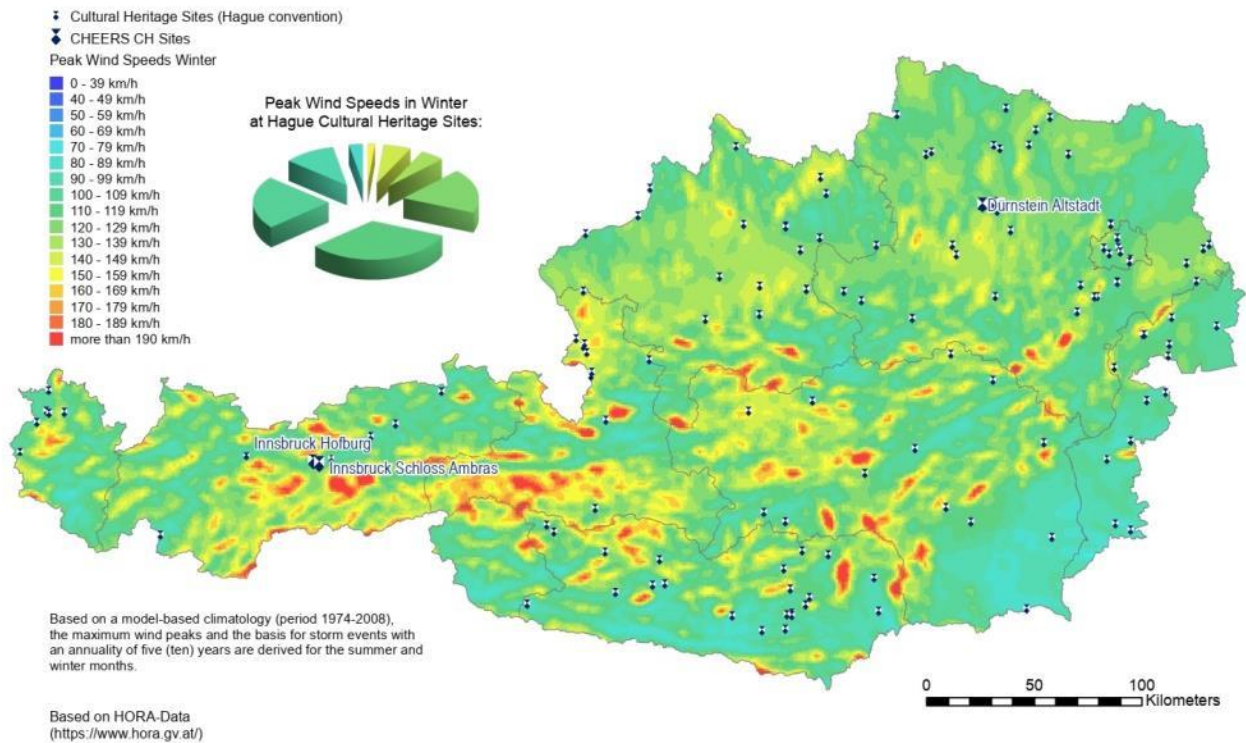 Cultural Heritage Sites (Hague convention)
CHEERS CH Sites
Peak Wind Speeds Winter
0 - 39 km/h
40 - 49 km/h
50 - 59 km/h
60 - 69 km/h
70 - 79 km/h
80 - 89 km/h
90 - 99 km/h
100 - 109 km/h
110 - 119 km/h
120 - 129 km/h
130 - 139 km/h
140 - 149 km/h
150 - 159 km/h
160 - 169 km/h
170 - 179 km/h
180 - 189 km/h
more than 190 km/h
Peak Wind Speeds in Winter
at Hague Cultural Heritage Sites:
Dürnstein Altstadt
Innsbruck Hofburg
Innsbruck Schloss Ambras
Based on a model-based climatology (period 1974-2008),
the maximum wind peaks and the basis for storm events with
an annuality of five (ten) years are derived for the summer and
winter months.
Based on HORA-Data
(https://www.hora.gv.at/)
0 50 100
Kilometers